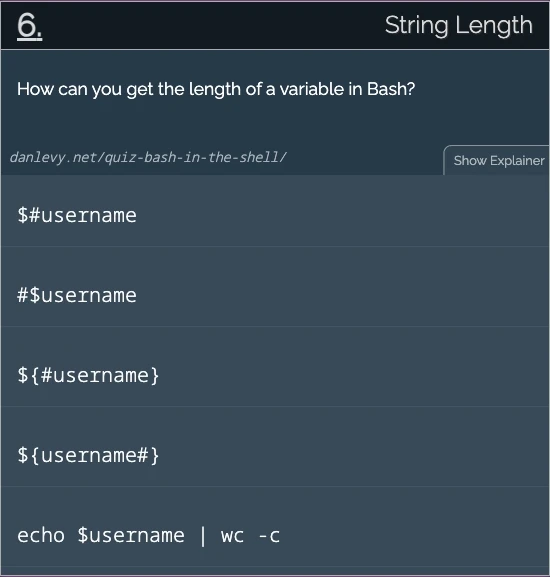 6.
String Length
How can you get the length of a variable in Bash?
danlevy.net/quiz-bash-in-the-shell/
Show Explainer
$#username
#$username
${#username}
${username#}
echo $username | wc -c